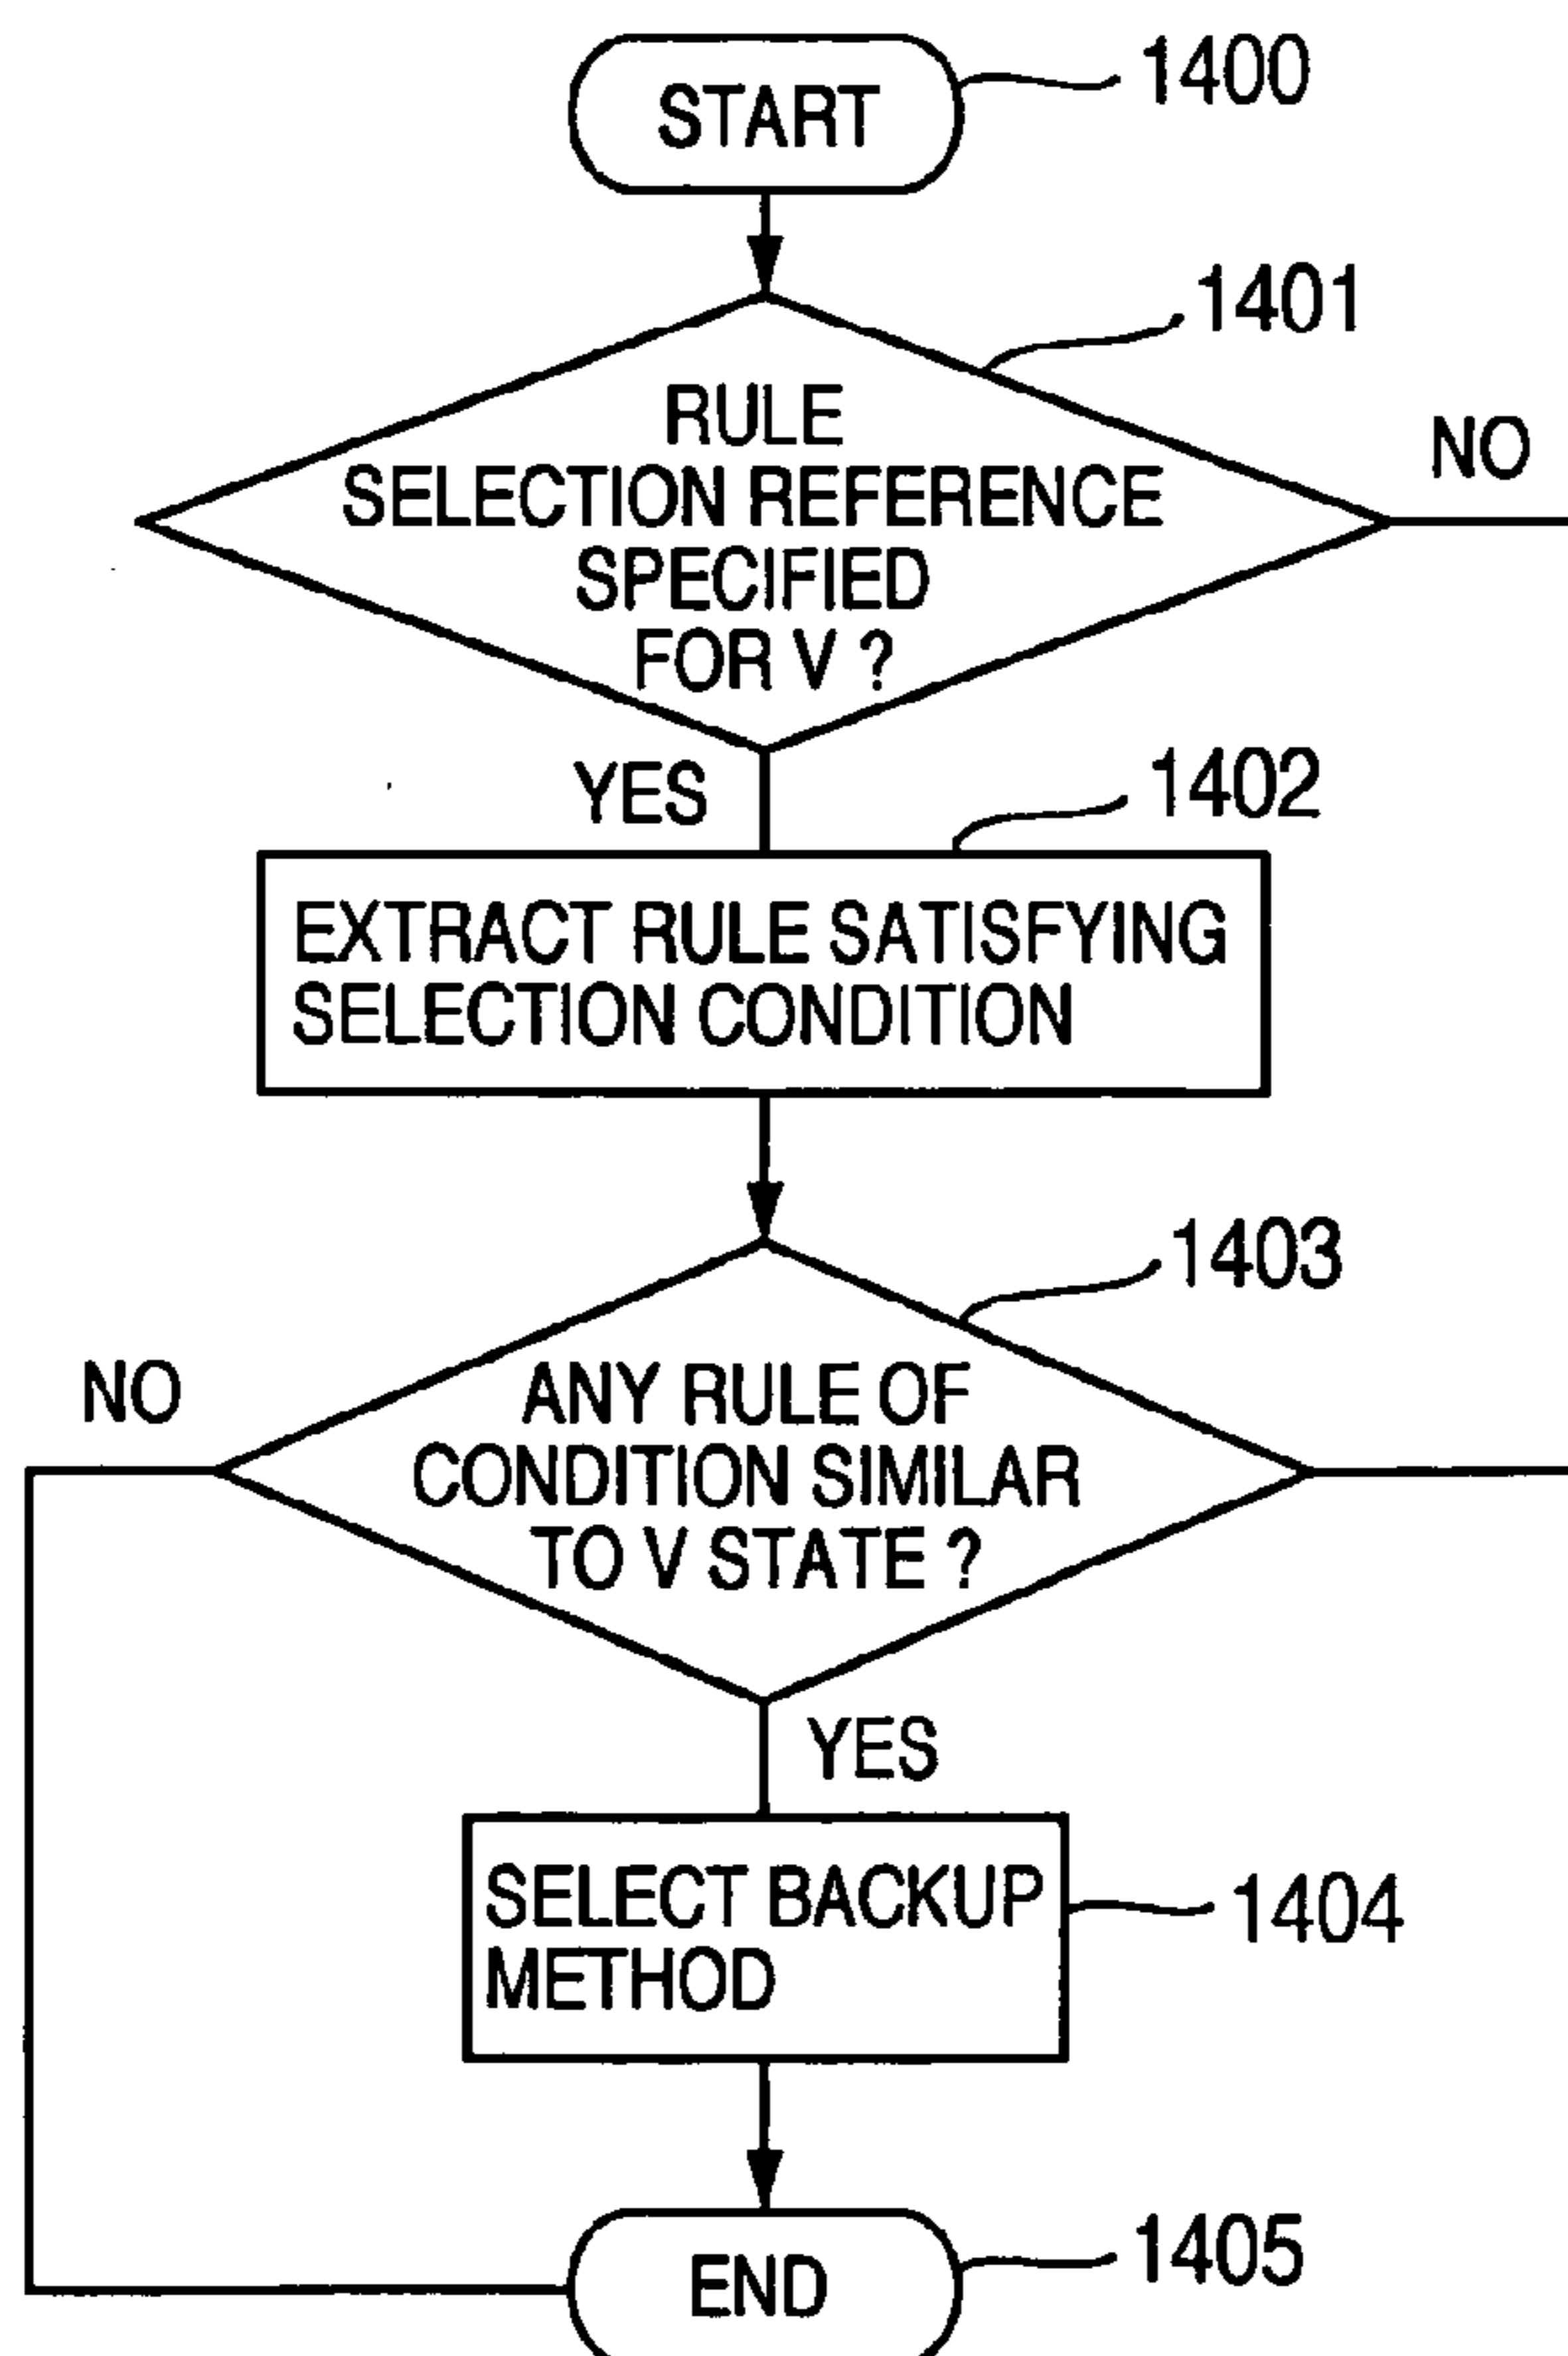 START
1400
1401
RULE
SELECTION REFERENCE
SPECIFIED
FOR V ?
NO
YES
1402
EXTRACT RULE SATISFYING
SELECTION CONDITION
1403
NO
ANY RULE OF
CONDITION SIMILAR
TO V STATE ?
YES
SELECT BACKUP
METHOD
1404
END
1405